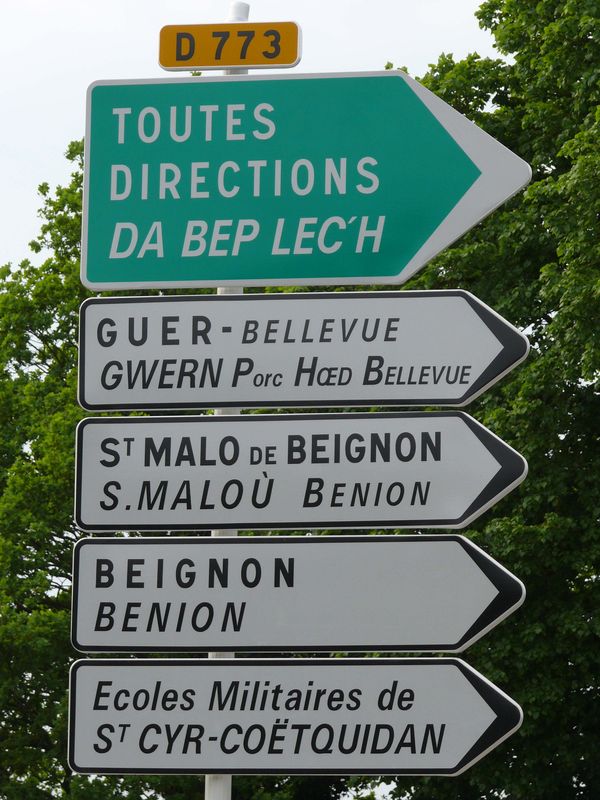 D 773
TOUTES
DIRECTIONS
DA BEP LEC'H
GUER-BELLEVUE
GWERN Porc HŒD BELLEVUE
ST MALO DE BEIGNON
S.MALOÙ BENION
BEIGNON
BENION
Ecoles Militaires de
ST CYR-COËTQUIDAN